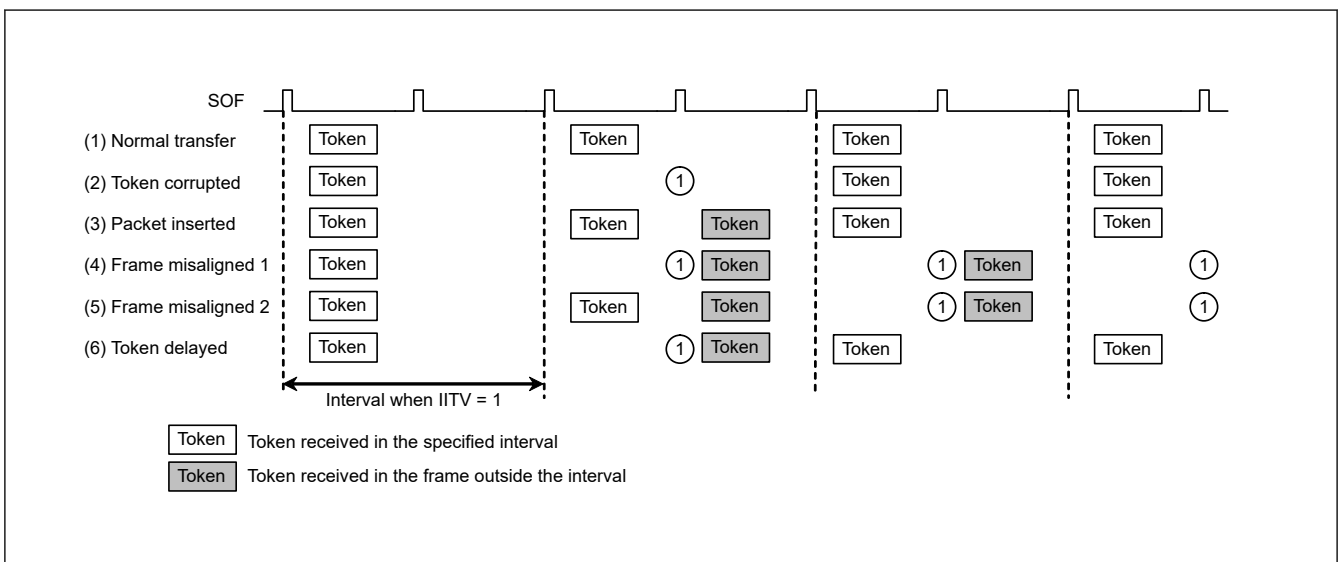 SOF
(1) Normal transfer Token Token Token Token
(2) Token corrupted Token 1 Token Token
(3) Packet inserted Token Token Token Token Token
(4) Frame misaligned 1 Token 1 Token 1 Token 1
(5) Frame misaligned 2 Token Token Token 1 Token 1
(6) Token delayed Token 1 Token Token Token
Interval when IITV = 1
Token Token received in the specified interval
Token Token received in the frame outside the interval